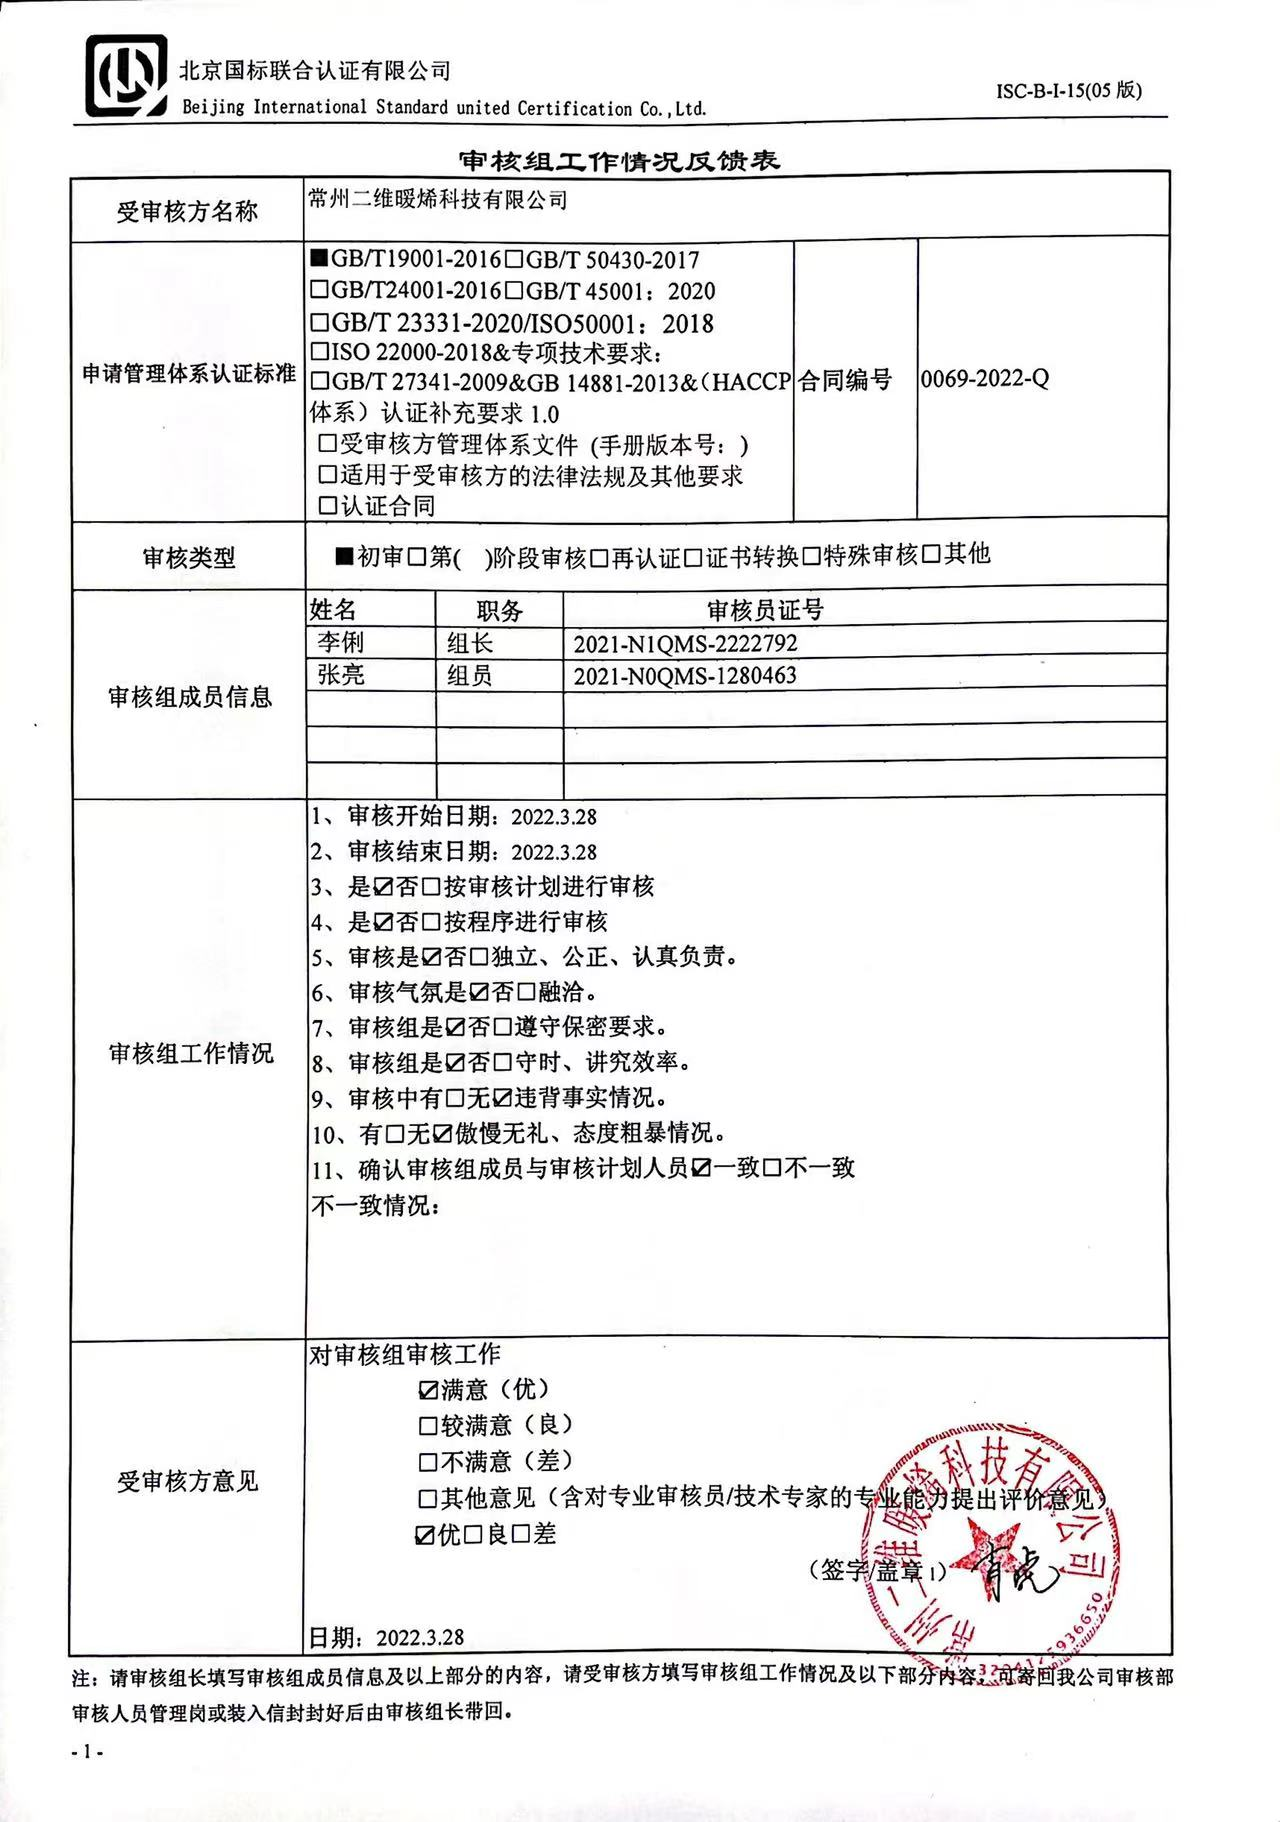 北京国标联合认证有限公司
Beijing International Standard united Certification Co.,Ltd.
ISC-B-I-15(05 版)
审核组工作情况反馈表
受审核方名称
常州二维暖烯科技有限公司
申请管理体系认证标准
■GB/T19001-2016□GB/T 50430-2017
□GB/T24001-2016□GB/T 45001：2020
□GB/T 23331-2020/ISO50001：2018
□ISO 22000-2018&专项技术要求：
□GB/T 27341-2009&GB 14881-2013&（HACCP
体系）认证补充要求 1.0
□受审核方管理体系文件 (手册版本号：)
□适用于受审核方的法律法规及其他要求
□认证合同
合同编号
0069-2022-Q
审核类型
■初审□第( )阶段审核□再认证□证书转换□特殊审核□其他
审核组成员信息
姓名 职务 审核员证号
李俐 组长 2021-N1QMS-2222792
张亮 组员 2021-N0QMS-1280463
审核组工作情况
1、审核开始日期：2022.3.28
2、审核结束日期：2022.3.28
3、是☑否□按审核计划进行审核
4、是☑否□按程序进行审核
5、审核是☑否□独立、公正、认真负责。
6、审核气氛是☑否□融洽。
7、审核组是☑否□遵守保密要求。
8、审核组是☑否□守时、讲究效率。
9、审核中有□无☑违背事实情况。
10、有□无☑傲慢无礼、态度粗暴情况。
11、确认审核组成员与审核计划人员☑一致□不一致
不一致情况：
受审核方意见
对审核组审核工作
☑满意（优）
□较满意（良）
□不满意（差）
□其他意见（含对专业审核员/技术专家的专业能力提出评价意见）
☑优□良□差
（签字/盖章 1）
常州二维暖烯科技有限公司
日期：2022.3.28
注：请审核组长填写审核组成员信息及以上部分的内容，请受审核方填写审核组工作情况及以下部分内容，可寄回我公司审核部
审核人员管理岗或装入信封封好后由审核组长带回。
- 1 -